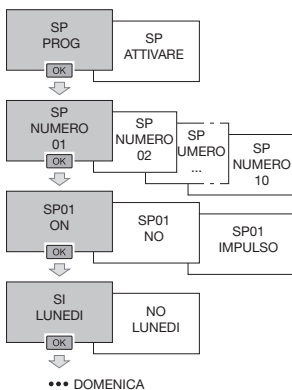 SP
PROG
OK
SP
ATTIVARE
SP
NUMERO
01
OK
SP
NUMERO
02
SP
UMERO
...
SP
NUMERO
10
SP01
ON
OK
SP01
NO
SP01
IMPULSO
SI
LUNEDI
OK
NO
LUNEDI
••• DOMENICA